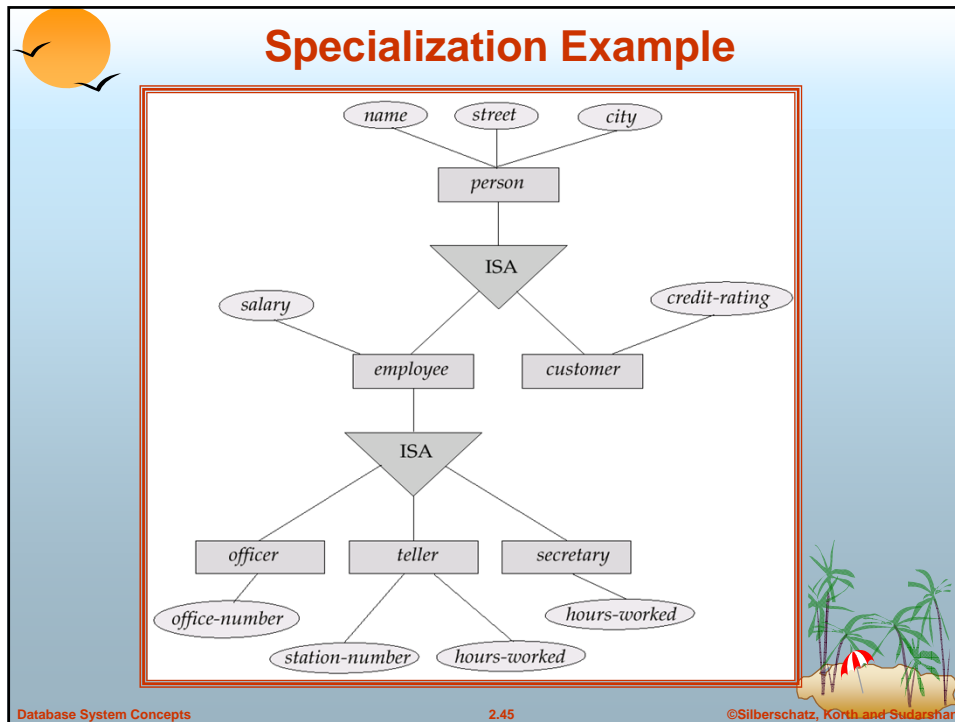 Specialization Example
name street city
person
ISA
credit-rating
salary
employee customer
ISA
officer teller secretary
office-number hours-worked
station-number hours-worked
Database System Concepts 2.45 ©Silberschatz, Korth and Sudarshan